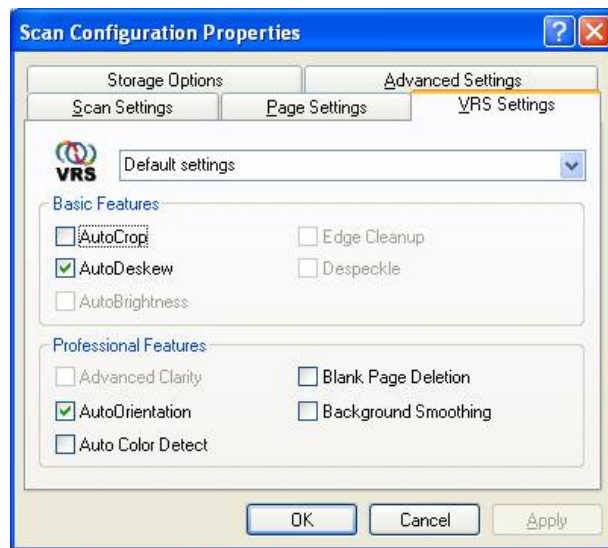 Scan Configuration Properties
Storage Options Advanced Settings
Scan Settings Page Settings VRS Settings
VRS Default settings
Basic Features
AutoCrop Edge Cleanup
AutoDeskew Despeckle
AutoBrightness
Professional Features
Advanced Clarity Blank Page Deletion
AutoOrientation Background Smoothing
Auto Color Detect
OK Cancel Apply